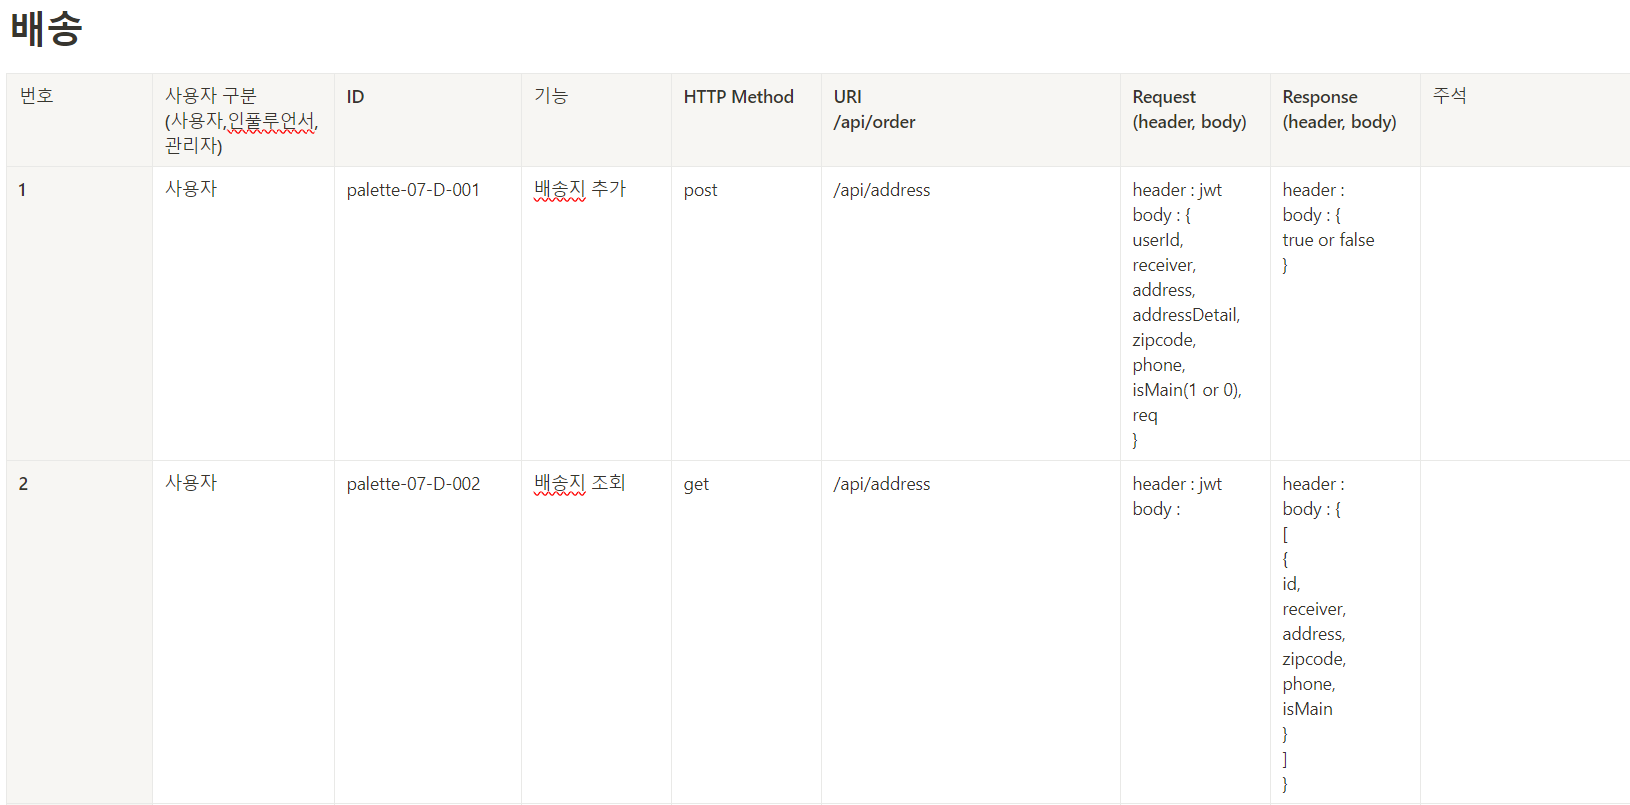 배송
번호
사용자 구분
(사용자,인풀루언서,
관리자)
ID
기능
HTTP Method
URI
/api/order
Request
(header, body)
Response
(header, body)
주석
1
사용자
palette-07-D-001
배송지 추가
post
/api/address
header : jwt
body : {
userId,
receiver,
address,
addressDetail,
zipcode,
phone,
isMain(1 or 0),
req
}
header :
body : {
true or false
}
2
사용자
palette-07-D-002
배송지 조회
get
/api/address
header : jwt
body :
header :
body : {
[
{
id,
receiver,
address,
zipcode,
phone,
isMain
}
]
}